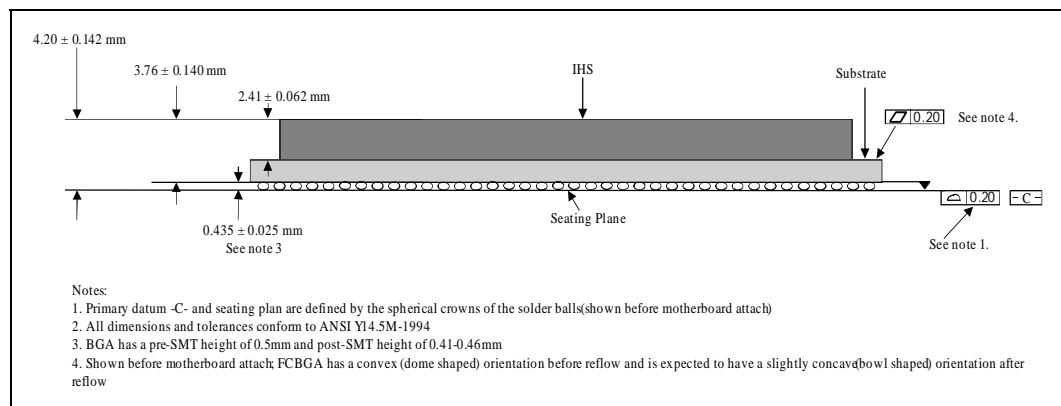 4.20 ± 0.142 mm
3.76 ± 0.140 mm
IHS
Substrate
2.41 ± 0.062 mm
0.20 See note 4.
0.20 - C -
Seating Plane
0.435 ± 0.025 mm
See note 3
See note 1.
Notes:
1. Primary datum -C- and seating plan are defined by the spherical crowns of the solder balls(shown before motherboard attach)
2. All dimensions and tolerances conform to ANSI Y14.5M-1994
3. BGA has a pre-SMT height of 0.5mm and post-SMT height of 0.41-0.46mm
4. Shown before motherboard attach; FCBGA has a convex (dome shaped) orientation before reflow and is expected to have a slightly concave(bowl shaped) orientation after
reflow